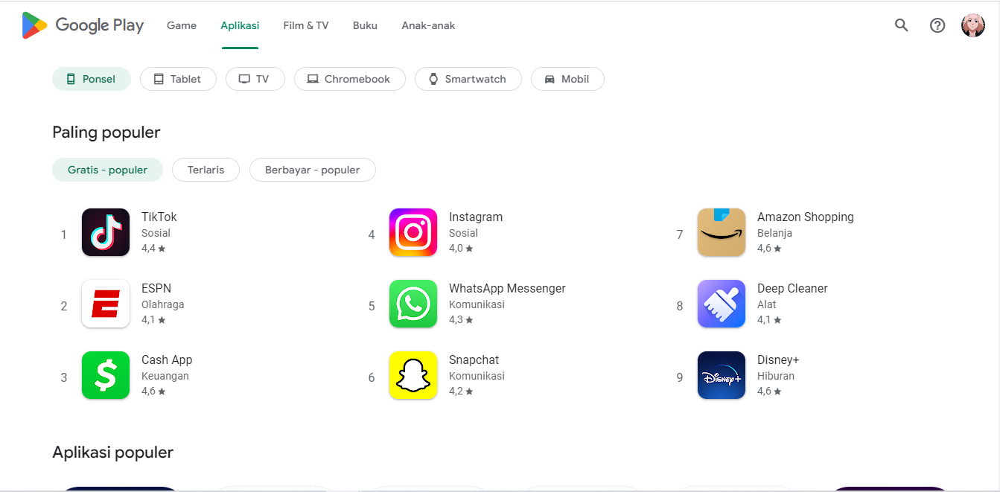 Google Play
Game
Aplikasi
Film & TV
Buku
Anak-anak
Ponsel
Tablet
TV
Chromebook
Smartwatch
Mobil
Paling populer
Gratis - populer
Terlaris
Berbayar - populer
1
TikTok
Sosial
4,4 ★
2
ESPN
Olahraga
4,1 ★
3
Cash App
Keuangan
4,6 ★
4
Instagram
Sosial
4,0 ★
5
WhatsApp Messenger
Komunikasi
4,3 ★
6
Snapchat
Komunikasi
4,2 ★
7
Amazon Shopping
Belanja
4,6 ★
8
Deep Cleaner
Alat
4,1 ★
9
Disney+
Disney+
Hiburan
4,6 ★
Aplikasi populer